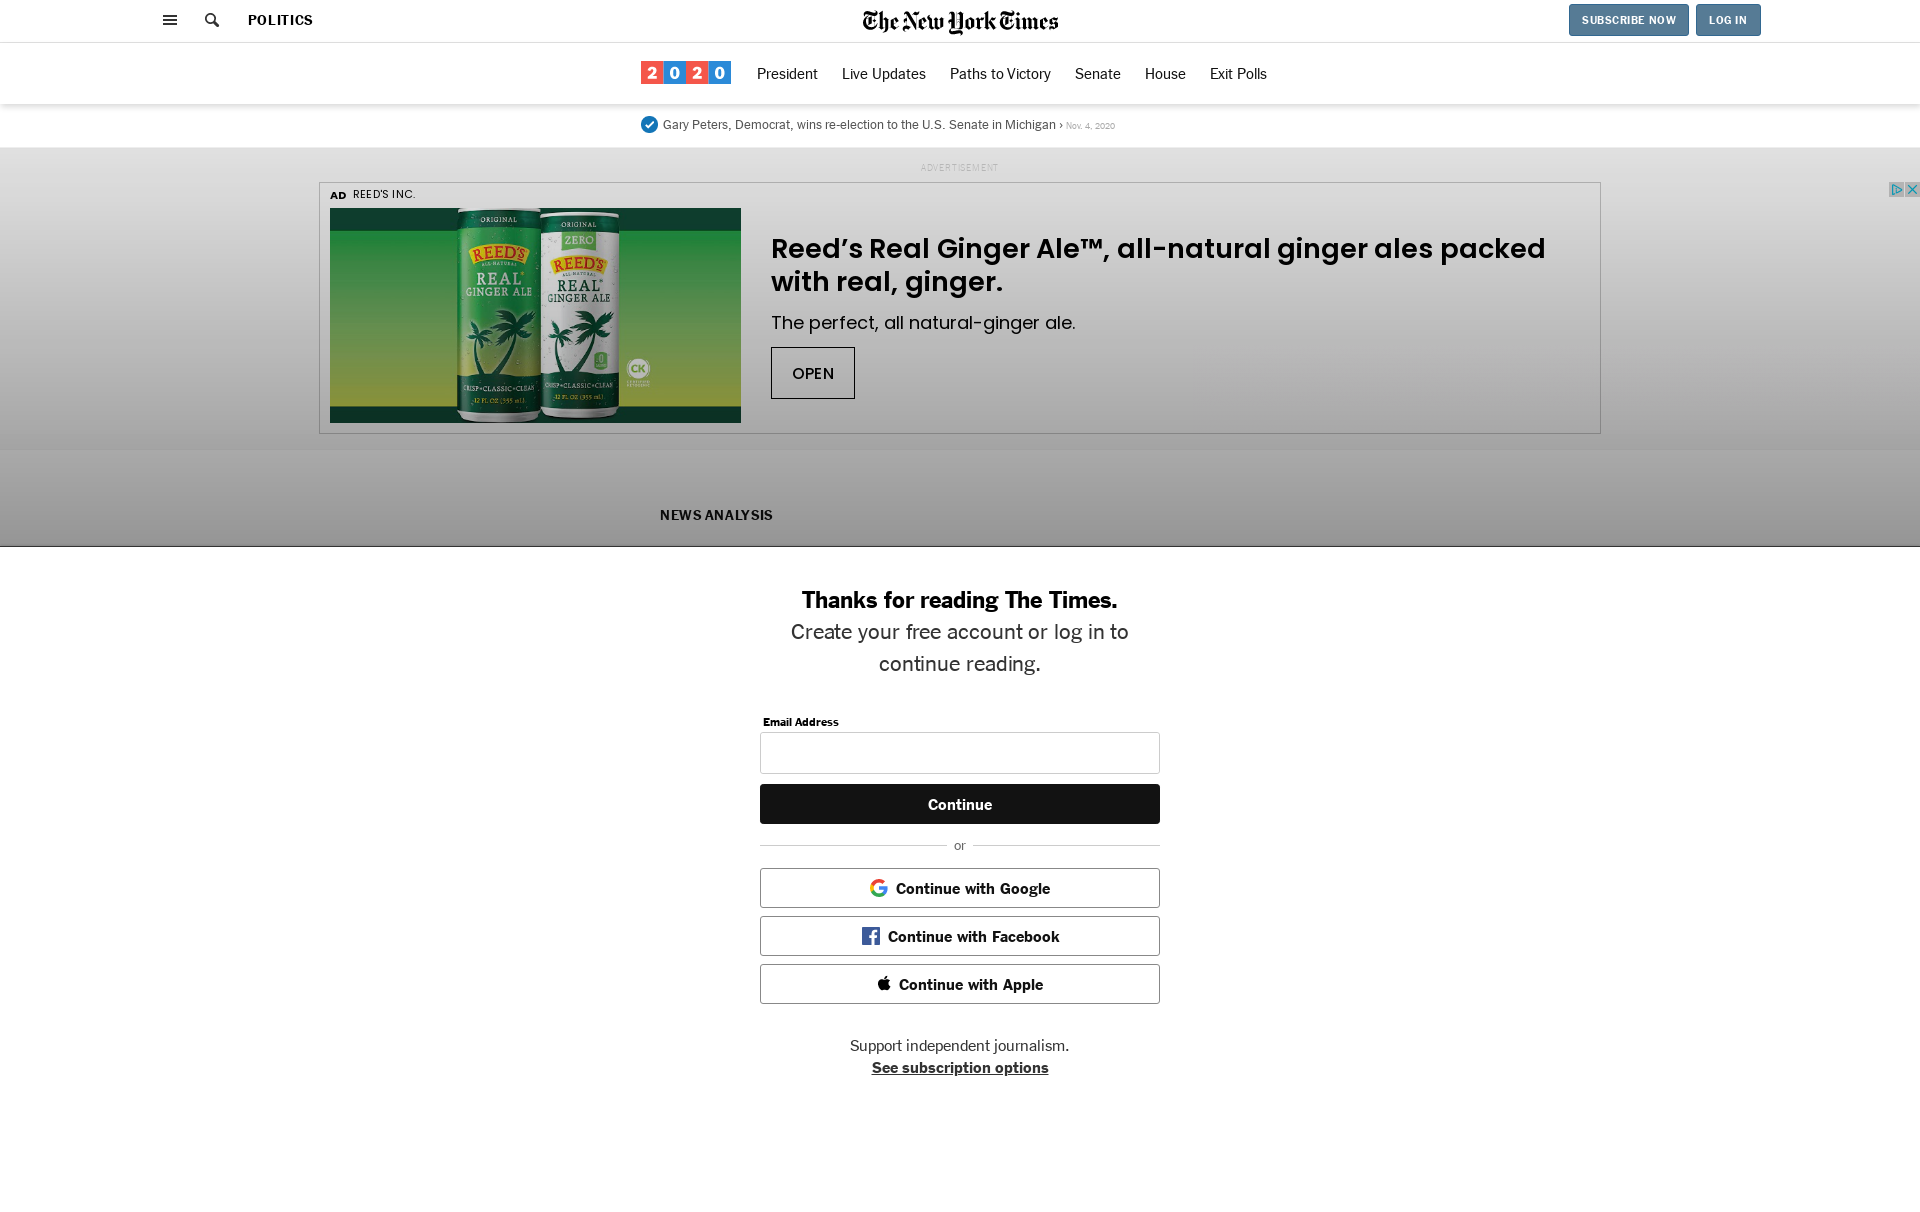 POLITICS
The New York Times
SUBSCRIBE NOW
LOG IN
2020
President
Live Updates
Paths to Victory
Senate
House
Exit Polls
Gary Peters, Democrat, wins re-election to the U.S. Senate in Michigan › Nov. 4, 2020
ADVERTISEMENT
AD REED'S INC.
ORIGINAL
REED'S
ALL-NATURAL
REAL
GINGER ALE
CRISP•CLASSIC•CLEAN
12 FL OZ (355 mL)
ORIGINAL
ZERO
REED'S
ALL-NATURAL
REAL
GINGER ALE
CRISP•CLASSIC•CLEAN
12 FL OZ (355 mL)
CK
Reed’s Real Ginger Ale™, all-natural ginger ales packed
with real, ginger.
The perfect, all natural-ginger ale.
OPEN
NEWS ANALYSIS
Thanks for reading The Times.
Create your free account or log in to
continue reading.
Email Address
Continue
or
Continue with Google
Continue with Facebook
Continue with Apple
Support independent journalism.
See subscription options